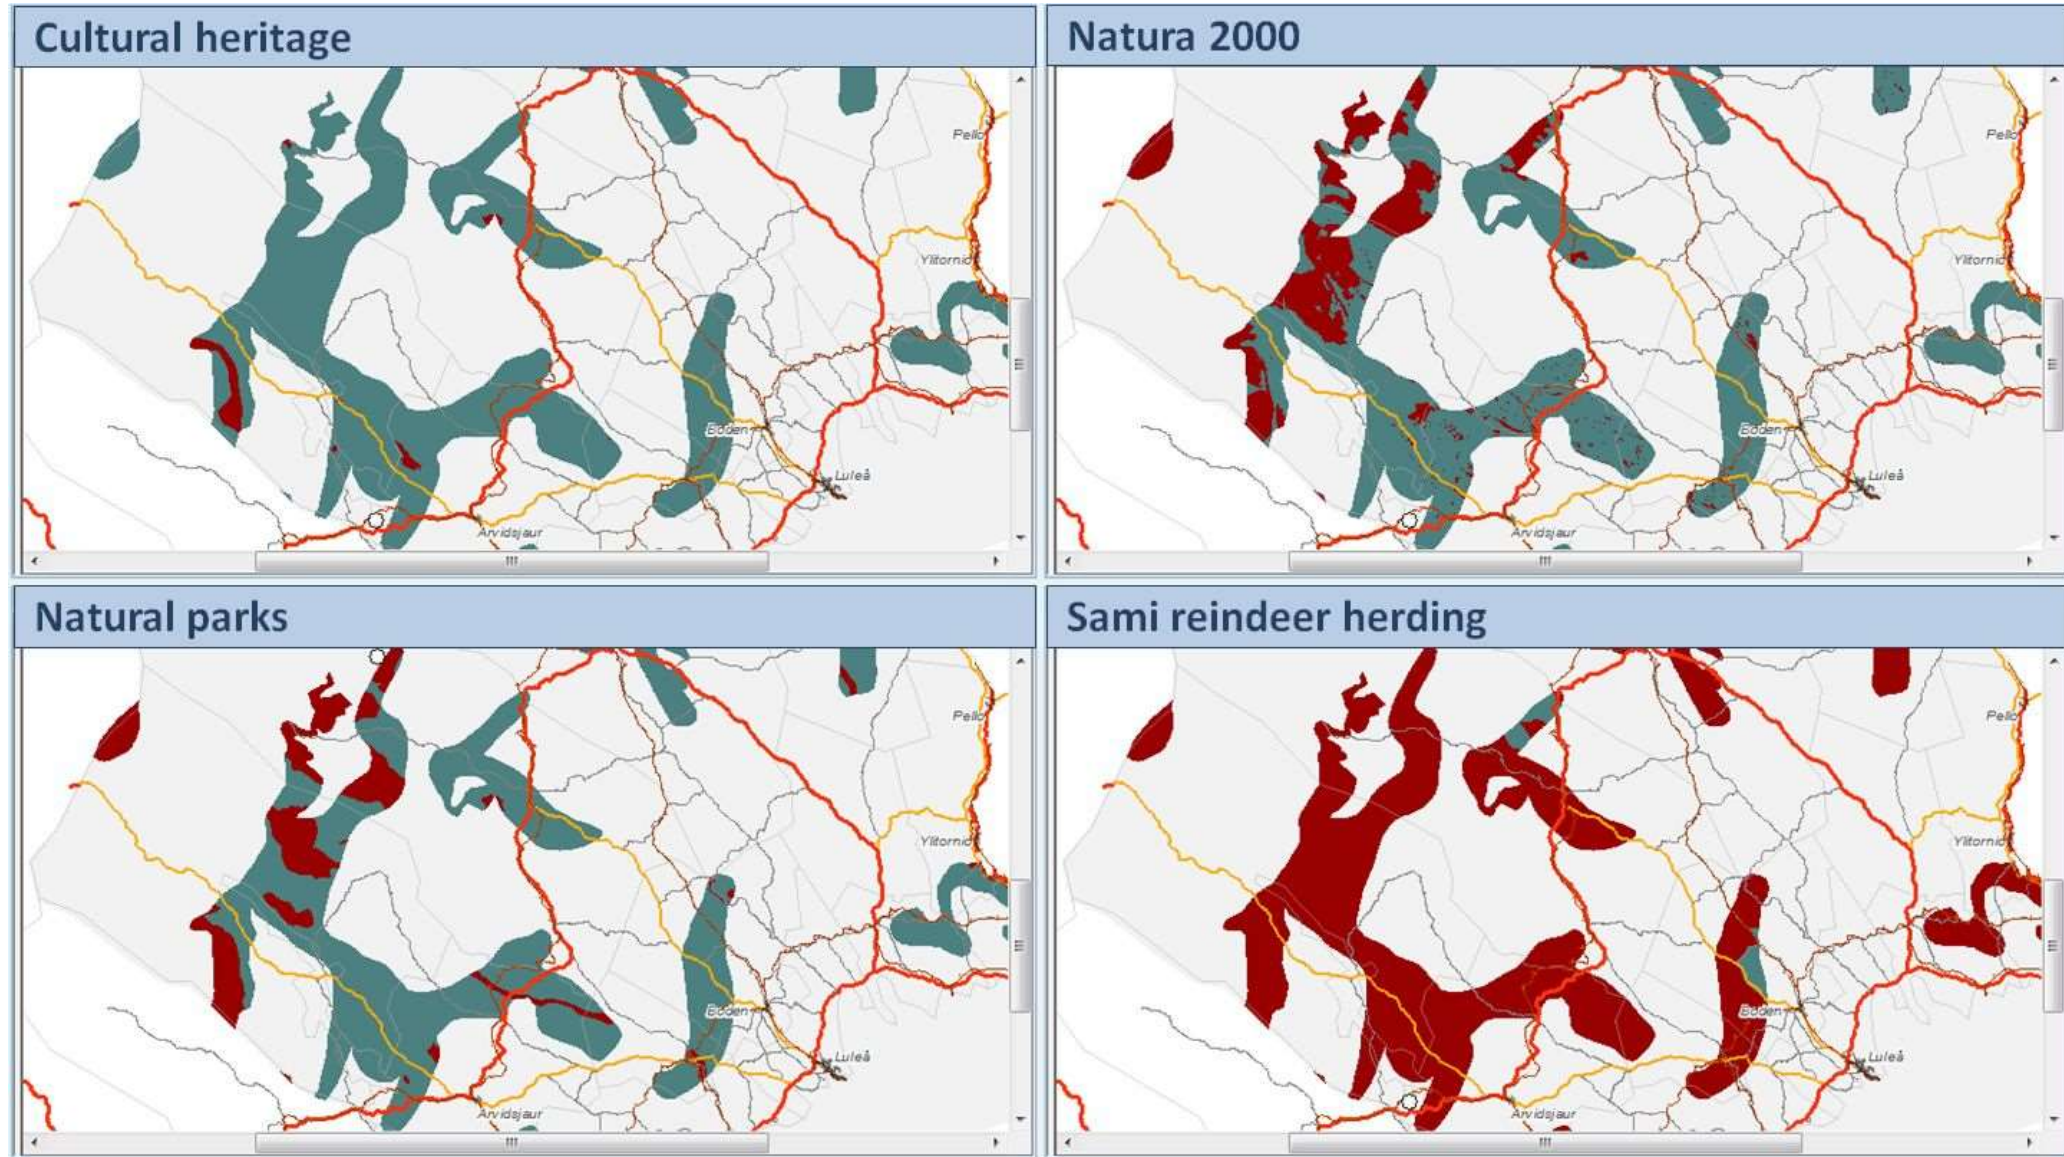 Cultural heritage
Pello
Ylitornio
Boden
Luleå
Arvidsjaur
Natura 2000
Pello
Ylitornio
Boden
Luleå
Arvidsjaur
Natural parks
Pello
Ylitornio
Boden
Luleå
Arvidsjaur
Sami reindeer herding
Pello
Ylitornio
Boden
Luleå
Arvidsjaur